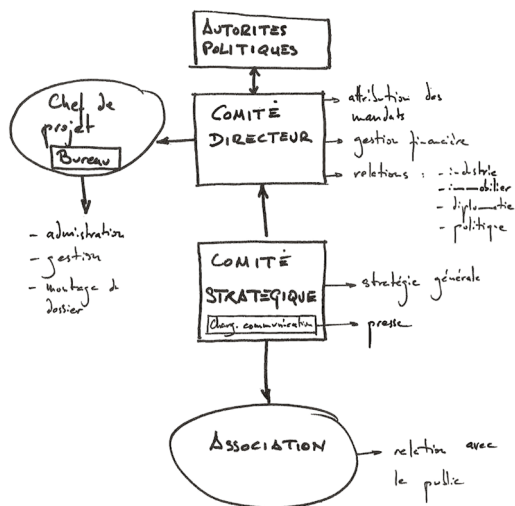 AUTORITÉS
POLITIQUES
Chef de
projet
Bureau
COMITÉ
DIRECTEUR
attribution des
mandats
gestion financière
relations : - industrie
- immobilier
- diplomatie
- politique
- administration
- gestion
- montage de
dossier
COMITÉ
STRATÉGIQUE
Charg. communication
stratégie générale
presse
ASSOCIATION
relation avec
le public